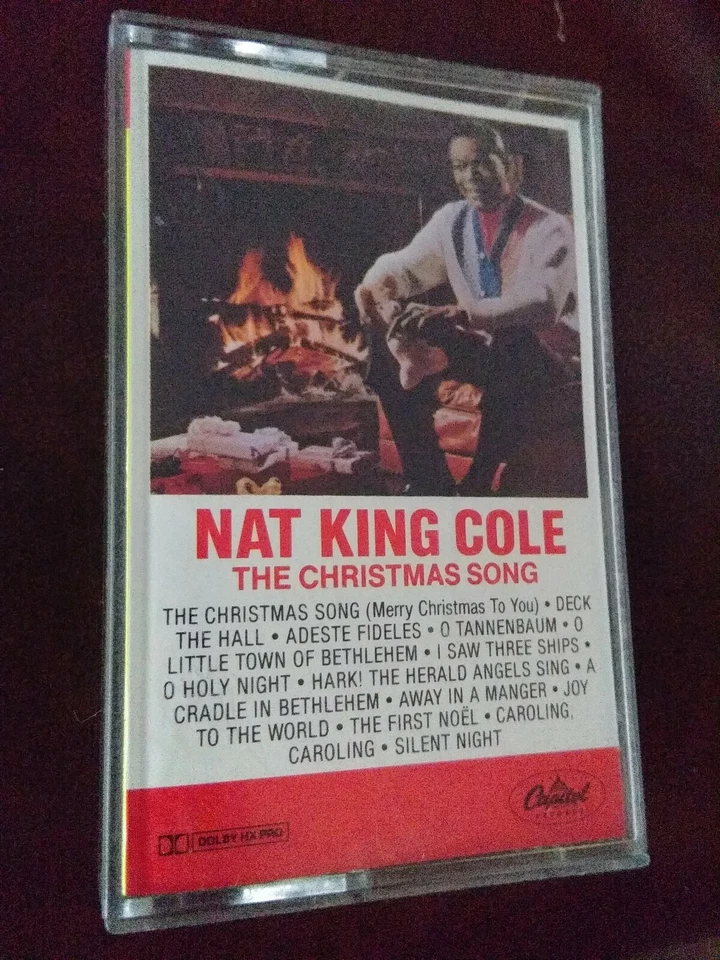 NAT KING COLE
THE CHRISTMAS SONG
THE CHRISTMAS SONG (Merry Christmas To You) • DECK
THE HALL • ADESTE FIDELES • O TANNENBAUM • O
LITTLE TOWN OF BETHLEHEM • I SAW THREE SHIPS •
O HOLY NIGHT • HARK! THE HERALD ANGELS SING • A
CRADLE IN BETHLEHEM • AWAY IN A MANGER • JOY
TO THE WORLD • THE FIRST NOËL • CAROLING,
CAROLING • SILENT NIGHT
Capitol
RECORDS
DOLBY HX PRO